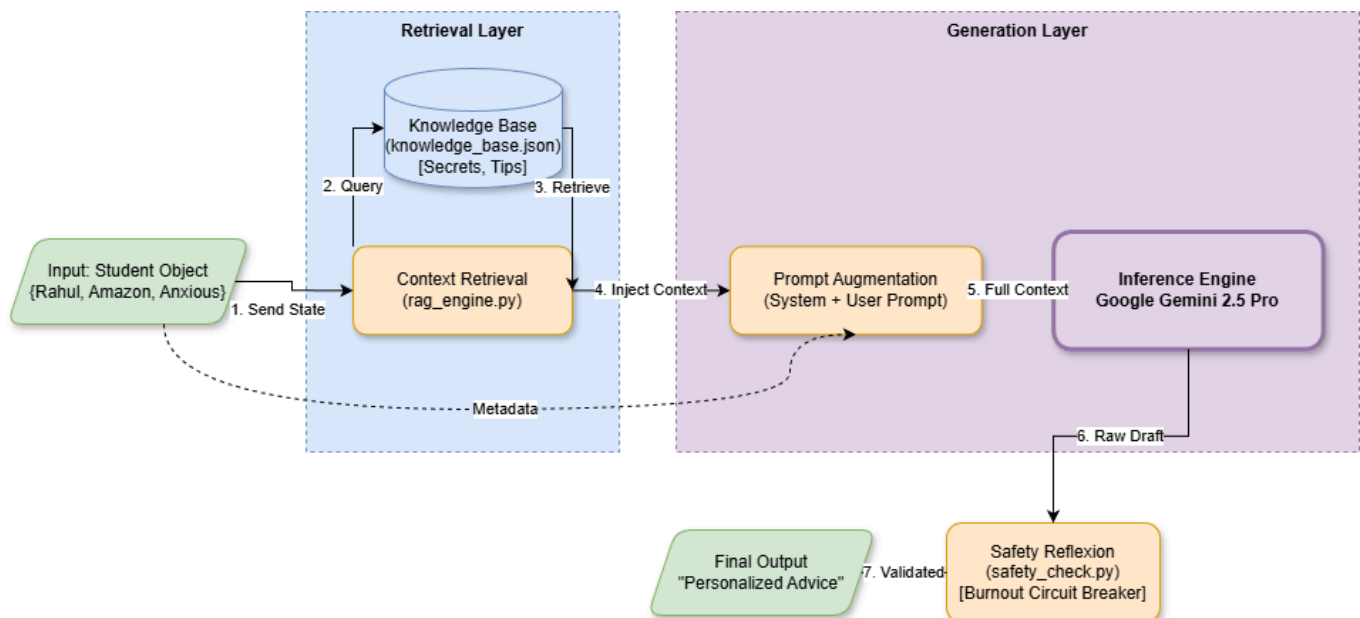 Retrieval Layer
Generation Layer
Knowledge Base
(knowledge_base.json)
[Secrets, Tips]
2. Query
3. Retrieve
Input: Student Object
{Rahul, Amazon, Anxious}
1. Send State
Context Retrieval
(rag_engine.py)
4. Inject Context
Prompt Augmentation
(System + User Prompt)
5. Full Context
Inference Engine
Google Gemini 2.5 Pro
Metadata
6. Raw Draft
Final Output
"Personalized Advice"
7. Validated
Safety Reflexion
(safety_check.py)
[Burnout Circuit Breaker]